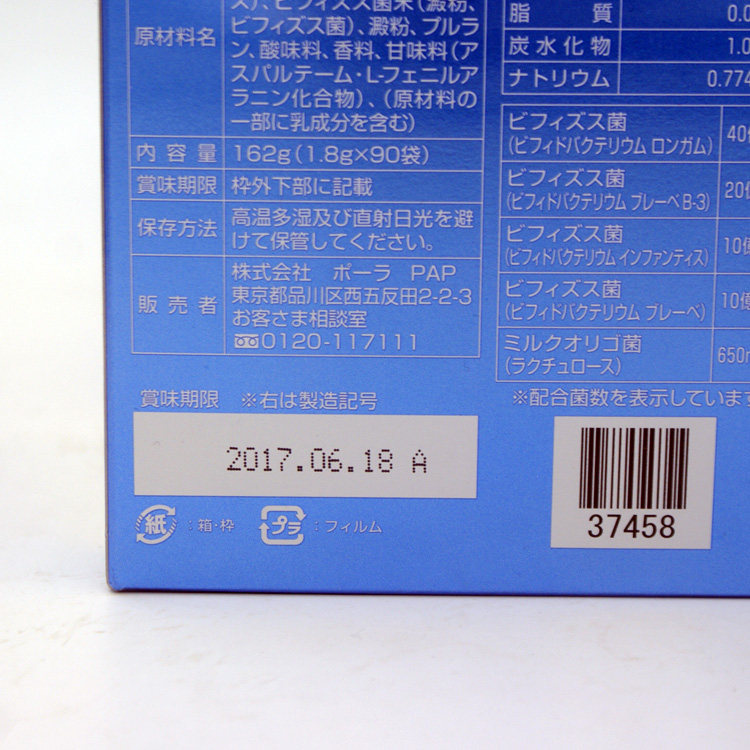 原材料名
ス)、ビフィズス菌末(澱粉、
ビフィズス菌)、澱粉、プルラ
ン、酸味料、香料、甘味料(ア
スパルテーム・L-フェニルア
ラニン化合物)、(原材料の
一部に乳成分を含む)
内容量 162g(1.8g×90袋)
賞味期限 枠外下部に記載
保存方法 高温多湿及び直射日光を避
けて保管してください。
販売者 株式会社 ポーラ PAP
東京都品川区西五反田2-2-3
お客さま相談室
0120-117111
賞味期限 ※右は製造記号
2017.06.18 A
紙 :箱・枠 プラ :フィルム
脂質 0.0
炭水化物 1.0
ナトリウム 0.774
ビフィズス菌
(ビフィドバクテリウム ロンガム) 40
ビフィズス菌
(ビフィドバクテリウム ブレーベ B-3) 20
ビフィズス菌
(ビフィドバクテリウム インファンティス) 10
ビフィズス菌
(ビフィドバクテリウム ブレーベ) 10
ミルクオリゴ菌
(ラクチュロース) 650
※配合菌数を表示しています
37458